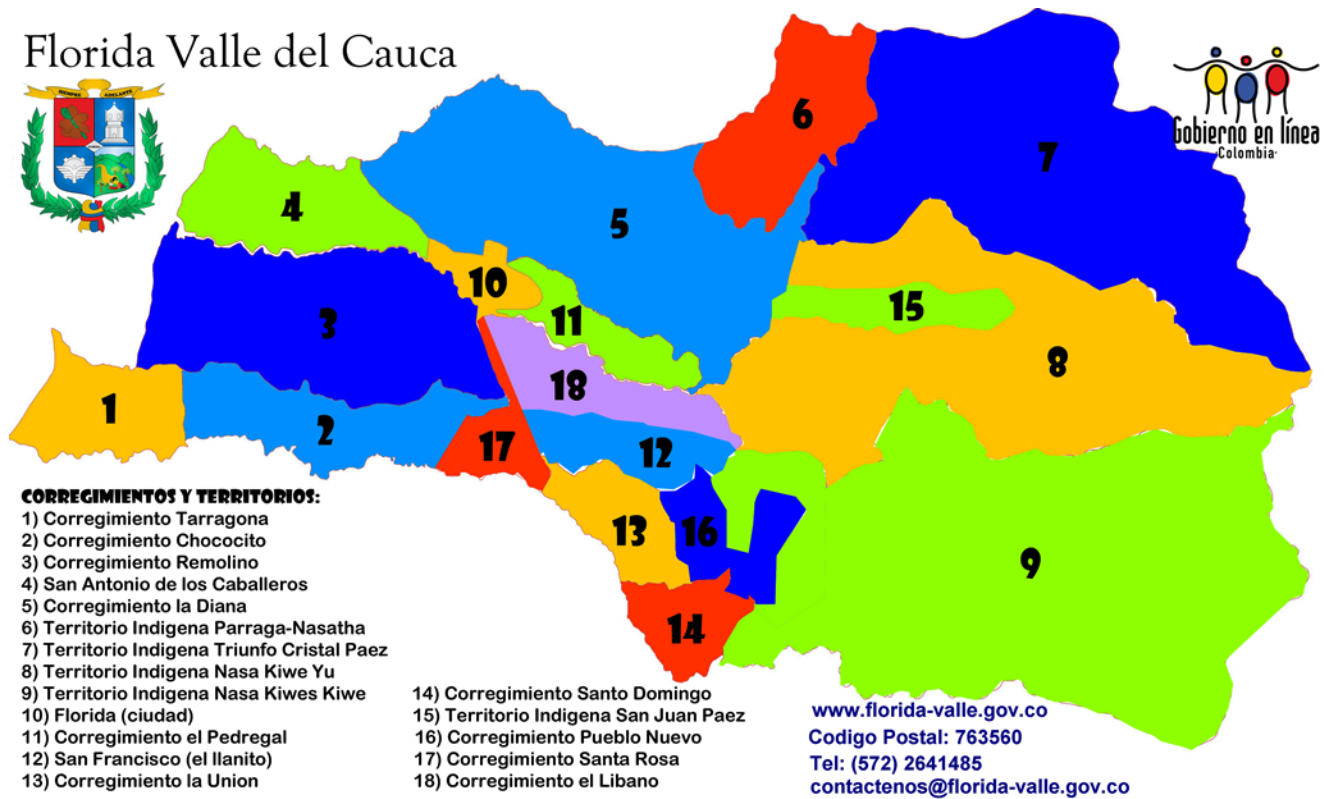 Florida Valle del Cauca
SIEMPRE ADELANTE
Gobierno en línea
·Colombia·
6
7
4
5
10
15
11
3
8
18
1
2
17
12
13
16
9
14
CORREGIMIENTOS Y TERRITORIOS:
1) Corregimiento Tarragona
2) Corregimiento Chococito
3) Corregimiento Remolino
4) San Antonio de los Caballeros
5) Corregimiento la Diana
6) Territorio Indigena Parraga-Nasatha
7) Territorio Indigena Triunfo Cristal Paez
8) Territorio Indigena Nasa Kiwe Yu
9) Territorio Indigena Nasa Kiwes Kiwe
10) Florida (ciudad)
11) Corregimiento el Pedregal
12) San Francisco (el llanito)
13) Corregimiento la Union
14) Corregimiento Santo Domingo
15) Territorio Indigena San Juan Paez
16) Corregimiento Pueblo Nuevo
17) Corregimiento Santa Rosa
18) Corregimiento el Libano
www.florida-valle.gov.co
Codigo Postal: 763560
Tel: (572) 2641485
contactenos@florida-valle.gov.co